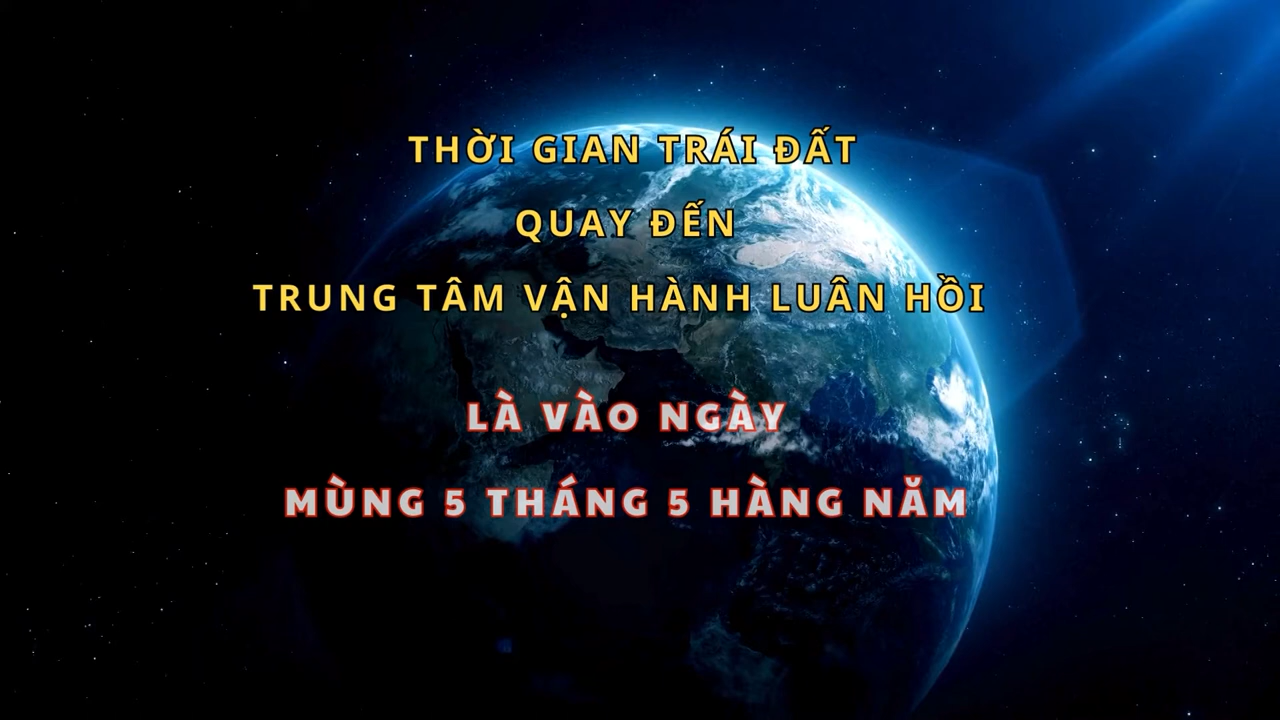 THỜI GIAN TRÁI ĐẤT
QUAY ĐẾN
TRUNG TÂM VẬN HÀNH LUÂN HỒI
LÀ VÀO NGÀY
MÙNG 5 THÁNG 5 HÀNG NĂM